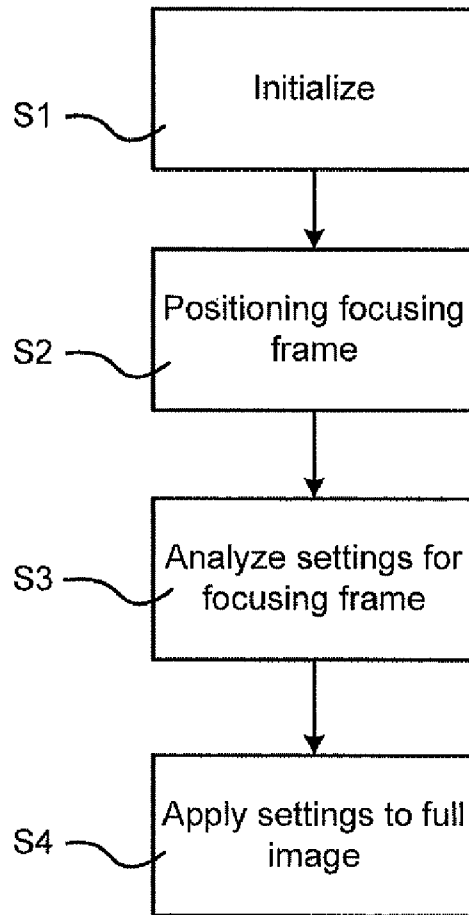 S1
Initialize
S2
Positioning focusing
frame
S3
Analyze settings for
focusing frame
S4
Apply settings to full
image